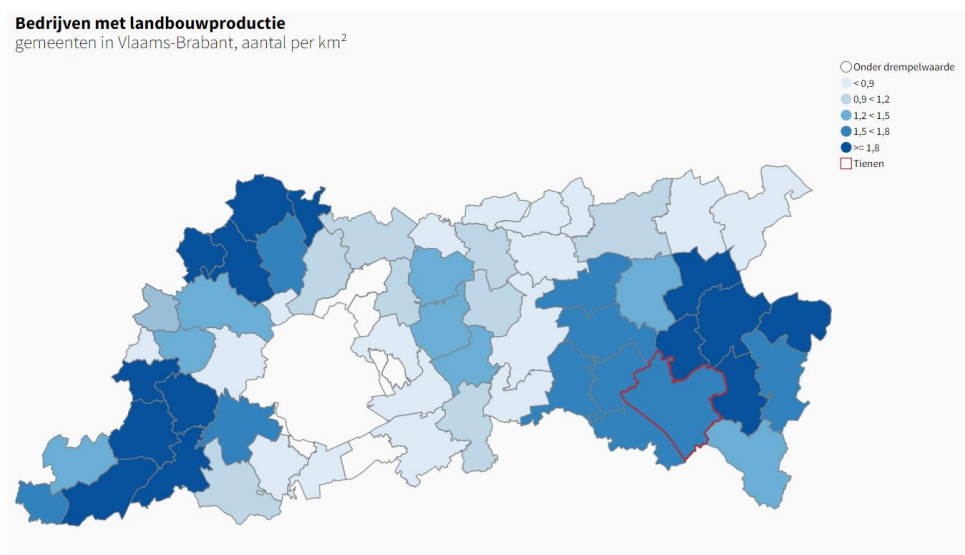 Bedrijven met landbouwproductie
gemeenten in Vlaams-Brabant, aantal per km²
Onder drempelwaarde
< 0,9
0,9 < 1,2
1,2 < 1,5
1,5 < 1,8
>= 1,8
Tienen